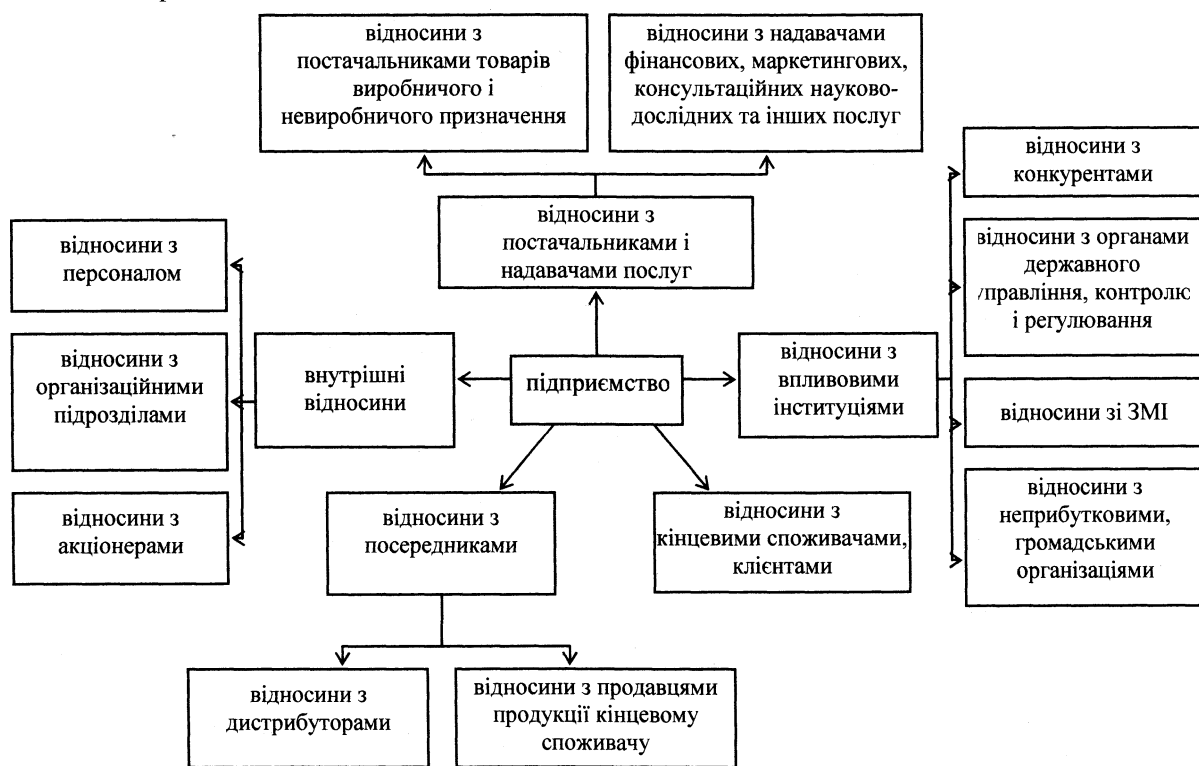 відносини з
постачальниками товарів
виробничого і
невиробничого призначення
відносини з надавачами
фінансових, маркетингових,
консультаційних науково-
дослідних та інших послуг
відносини з
конкурентами
відносини з
постачальниками і
надавачами послуг
відносини з
персоналом
відносини з органами
державного
управління, контролю
і регулювання
відносини з
організаційними
підрозділами
внутрішні
відносини
підприємство
відносини з
впливовими
інституціями
відносини зі ЗМІ
відносини з
акціонерами
відносини з
посередниками
відносини з
кінцевими споживачами,
клієнтами
відносини з
неприбутковими,
громадськими
організаціями
відносини з
дистрибуторами
відносини з продавцями
продукції кінцевому
споживачу